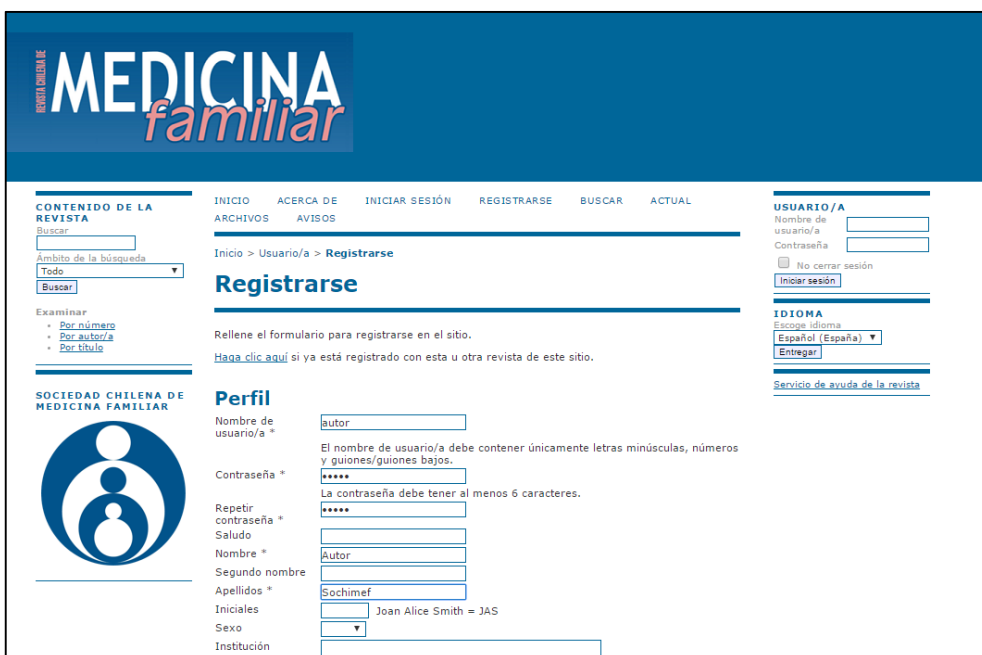 REVISTA CHILENA DE
MEDICINA
familiar
CONTENIDO DE LA
REVISTA
Buscar
Ámbito de la búsqueda
Todo
Buscar
Examinar
Por número
Por autor/a
Por título
SOCIEDAD CHILENA DE
MEDICINA FAMILIAR
INICIO ACERCA DE INICIAR SESIÓN REGISTRARSE BUSCAR ACTUAL
ARCHIVOS AVISOS
Inicio > Usuario/a > Registrarse
Registrarse
Rellene el formulario para registrarse en el sitio.
Haga clic aquí si ya está registrado con esta u otra revista de este sitio.
Perfil
Nombre de
usuario/a *
autor
El nombre de usuario/a debe contener únicamente letras minúsculas, números
y guiones/guiones bajos.
Contraseña *
•••••
La contraseña debe tener al menos 6 caracteres.
Repetir
contraseña *
•••••
Saludo
Nombre * Autor
Segundo nombre
Apellidos * Sochimef
Iniciales Joan Alice Smith = JAS
Sexo
Institución
USUARIO/A
Nombre de
usuario/a
Contraseña
No cerrar sesión
Iniciar sesión
IDIOMA
Escoge idioma
Español (España)
Entregar
Servicio de ayuda de la revista